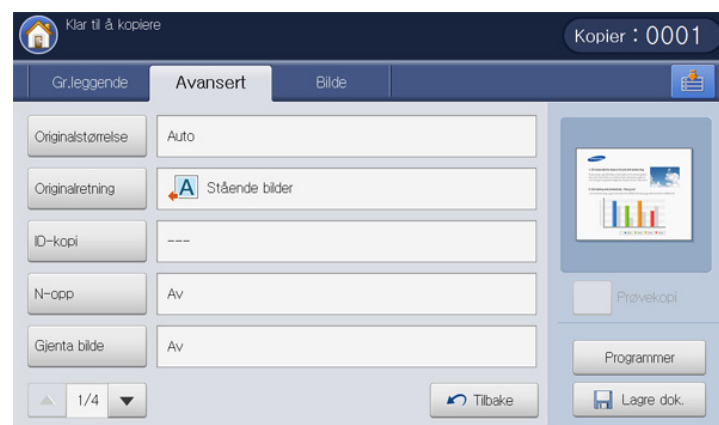 Klar til å kopiere
Kopier : 0001
Gr.leggende
Avansert
Bilde
Originalstørrelse
Auto
Originalretning
A
Stående bilder
ID-kopi
---
N-opp
Av
Gjenta bilde
Av
Prøvekopi
Programmer
1/4
Tilbake
Lagre dok.